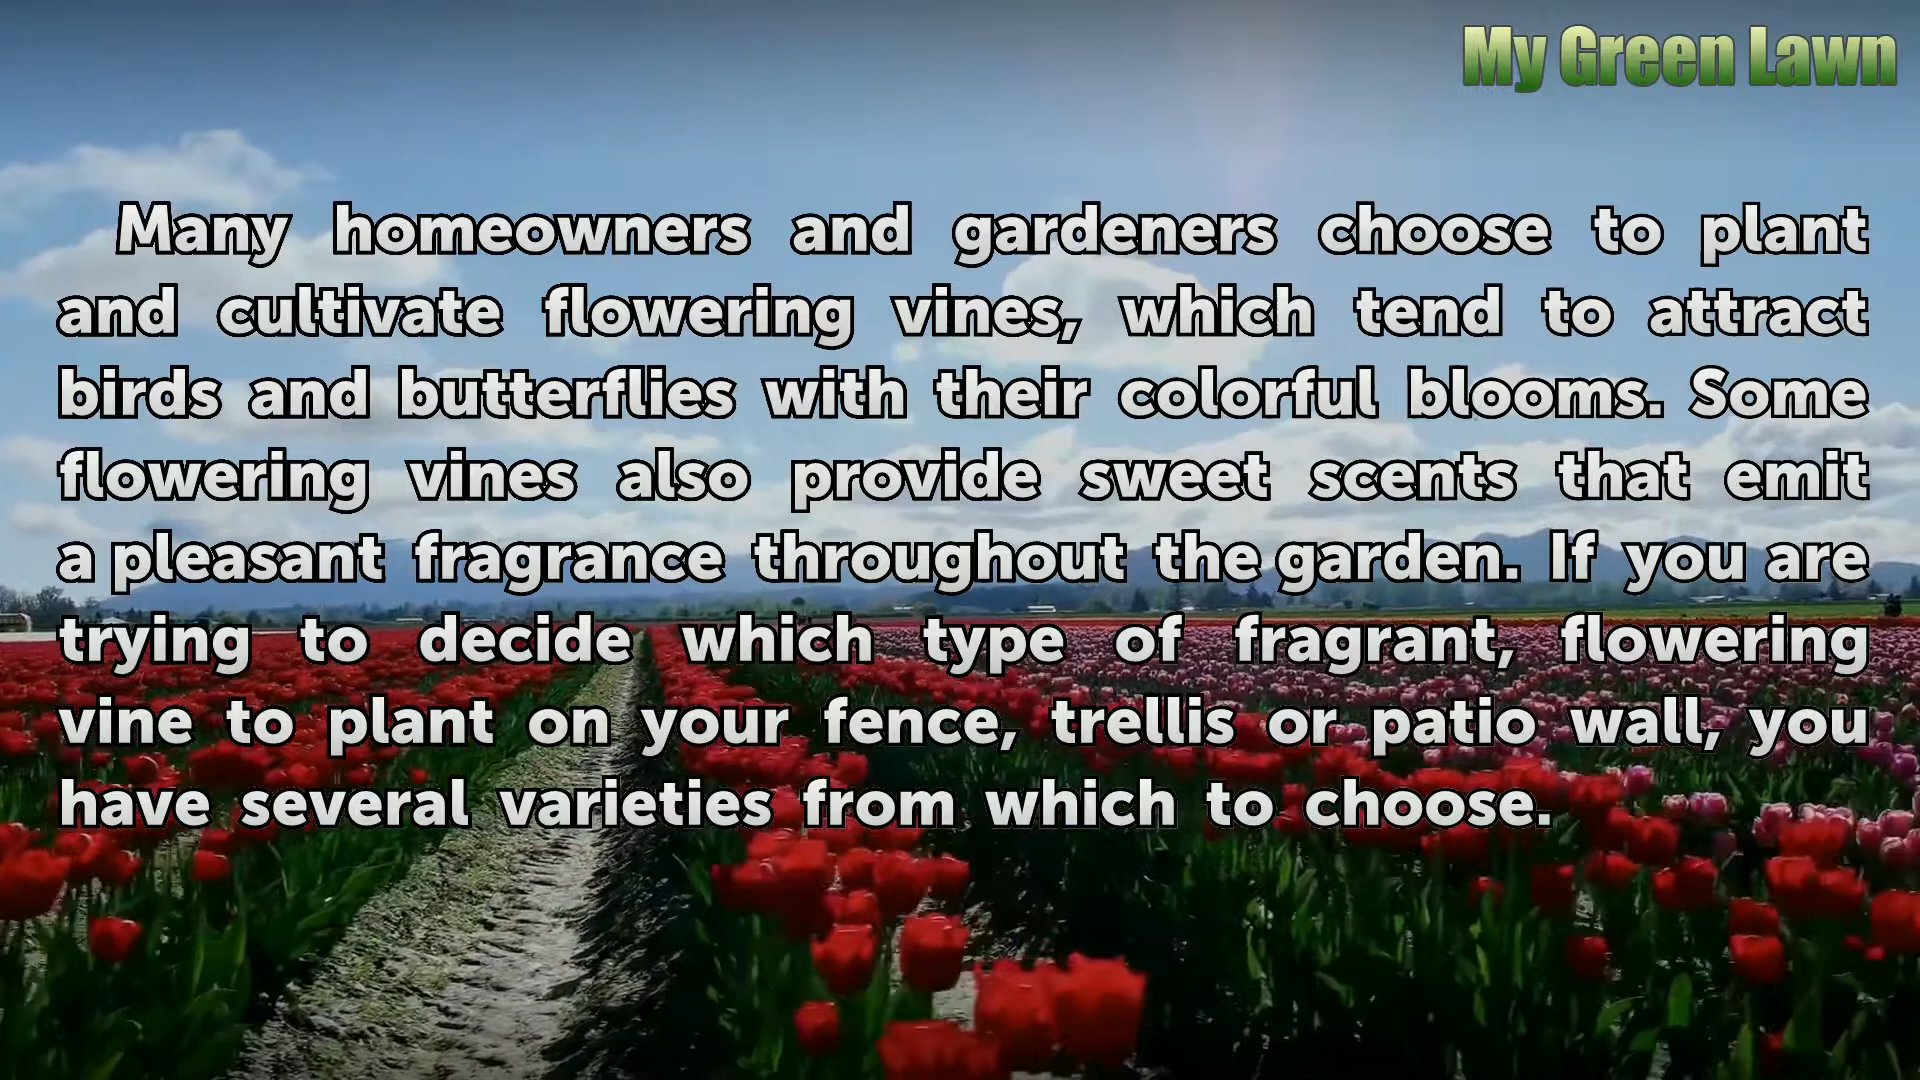 My Green Lawn
Many homeowners and gardeners choose to plant
and cultivate flowering vines, which tend to attract
birds and butterflies with their colorful blooms. Some
flowering vines also provide sweet scents that emit
a pleasant fragrance throughout the garden. If you are
trying to decide which type of fragrant, flowering
vine to plant on your fence, trellis or patio wall, you
have several varieties from which to choose.